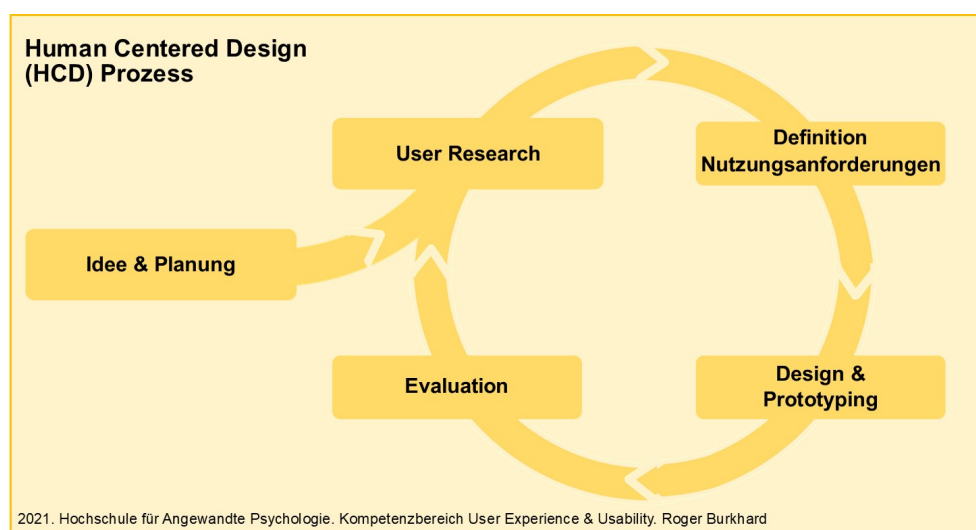 Human Centered Design
(HCD) Prozess
User Research
Definition
Nutzungsanforderungen
Idee & Planung
Evaluation
Design &
Prototyping
2021. Hochschule für Angewandte Psychologie. Kompetenzbereich User Experience & Usability. Roger Burkhard